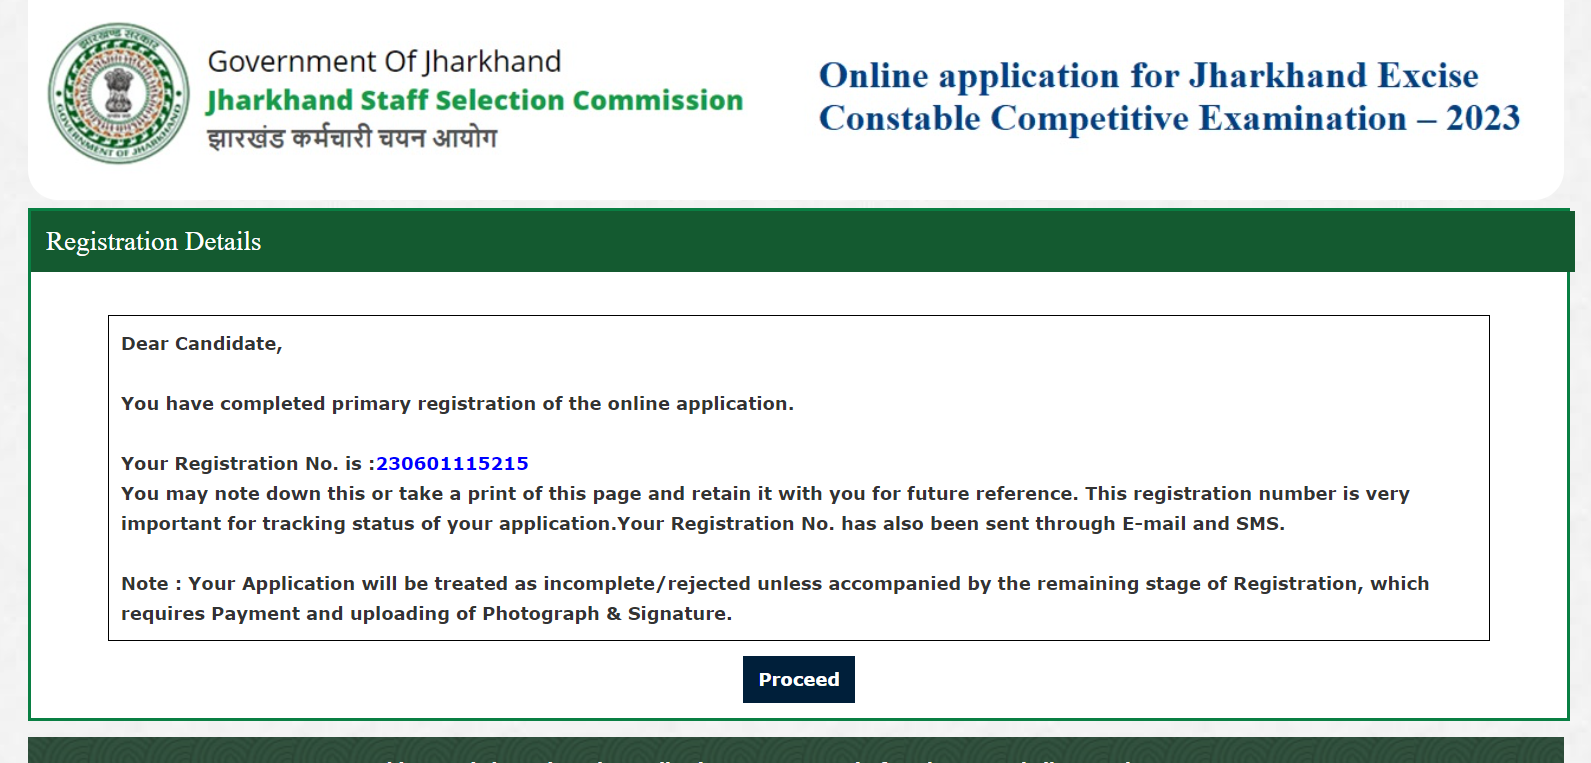 झारखण्ड सरकार
GOVERNMENT OF JHARKHAND
Government Of Jharkhand
Jharkhand Staff Selection Commission
झारखंड कर्मचारी चयन आयोग
Online application for Jharkhand Excise
Constable Competitive Examination – 2023
Registration Details
Dear Candidate,
You have completed primary registration of the online application.
Your Registration No. is :230601115215
You may note down this or take a print of this page and retain it with you for future reference. This registration number is very
important for tracking status of your application.Your Registration No. has also been sent through E-mail and SMS.
Note : Your Application will be treated as incomplete/rejected unless accompanied by the remaining stage of Registration, which
requires Payment and uploading of Photograph & Signature.
Proceed